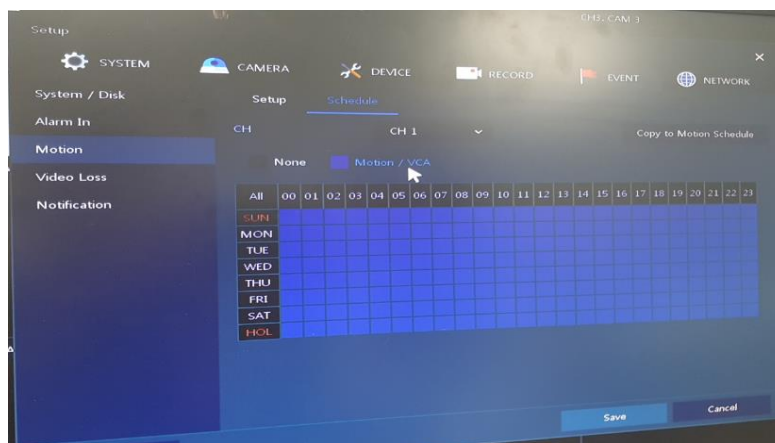 Setup
CH3. CAM 3
SYSTEM CAMERA DEVICE RECORD EVENT NETWORK
System / Disk
Alarm In
Motion
Video Loss
Notification
Setup Schedule
CH CH 1 Copy to Motion Schedule
None Motion / VCA
All 00 01 02 03 04 05 06 07 08 09 10 11 12 13 14 15 16 17 18 19 20 21 22 23
SUN
MON
TUE
WED
THU
FRI
SAT
HOL
Save Cancel